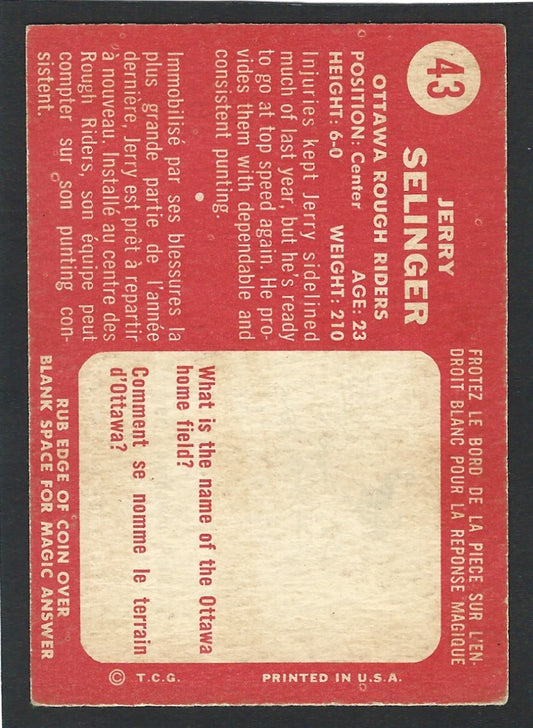 43
JERRY
SELINGER
OTTAWA ROUGH RIDERS
POSITION: Center AGE: 23
HEIGHT: 6-0 WEIGHT: 210
Injuries kept Jerry sidelined
much of last year, but he's ready
to go at top speed again. He pro-
vides them with dependable and
consistent punting.
Immobilisé par ses blessures la
plus grande partie de l'année
dernière, Jerry est prêt à repartir
à nouveau. Installé au centre des
Rough Riders, son équipe peut
compter sur son punting con-
sistent.
FROTEZ LE BORD DE LA PIECE SUR L'EN-
DROIT BLANC POUR LA REPONSE MAGIQUE
What is the name of the Ottawa
home field?
Comment se nomme le terrain
d'Ottawa?
RUB EDGE OF COIN OVER
BLANK SPACE FOR MAGIC ANSWER
© T.C.G. PRINTED IN U.S.A.